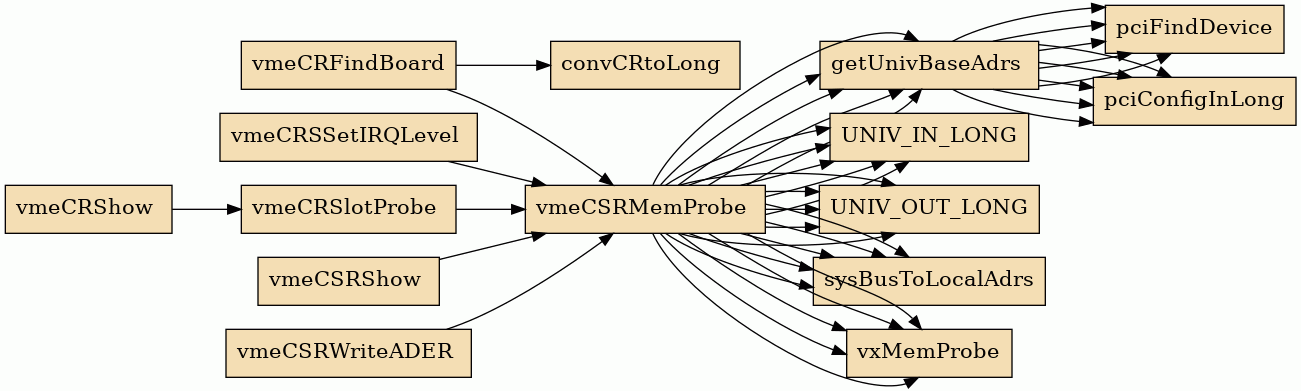 pciFindDevice
vmeCRFindBoard
convCRtoLong
getUnivBaseAdrs
pciConfigInLong
vmeCRSSetIRQLevel
UNIV_IN_LONG
vmeCRShow
vmeCRSlotProbe
vmeCSRMemProbe
UNIV_OUT_LONG
vmeCSRShow
sysBusToLocalAdrs
vmeCSRWriteADER
vxMemProbe